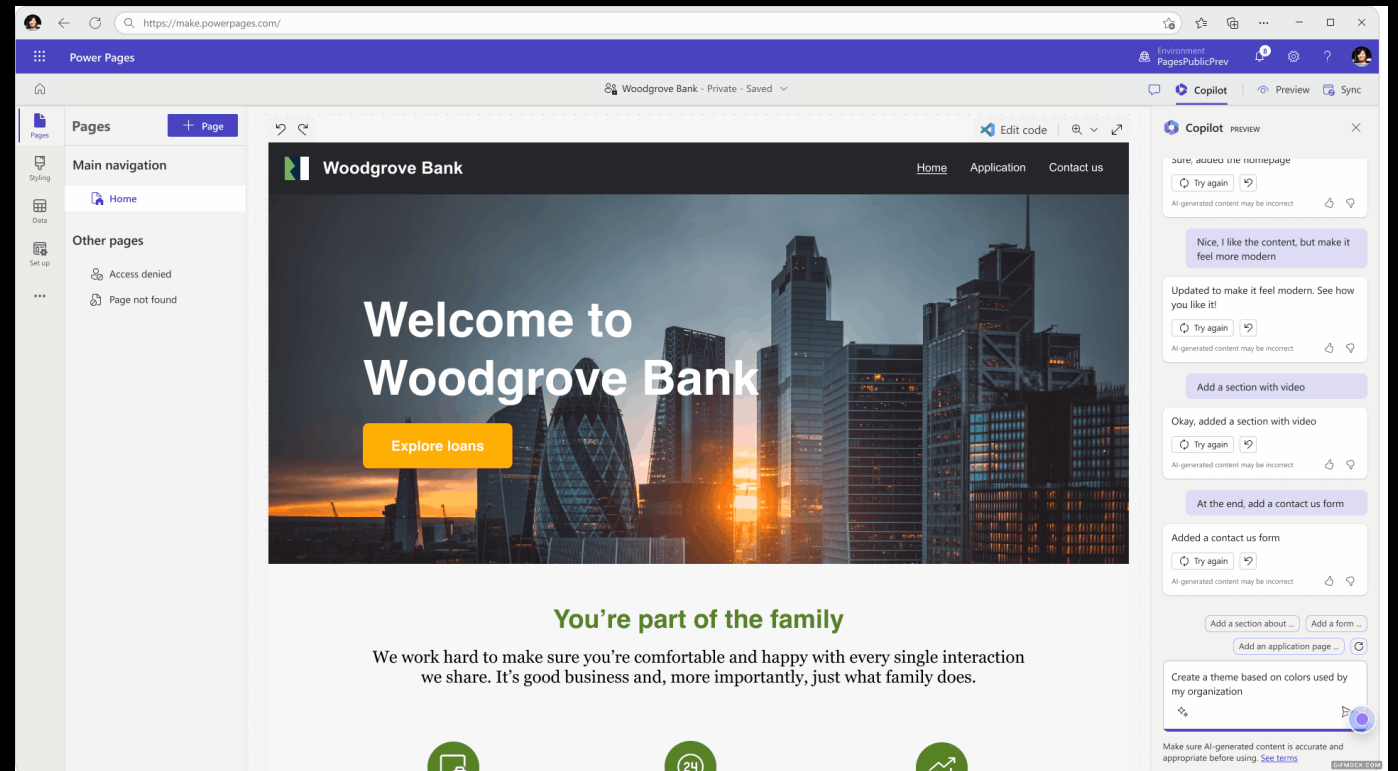 https://make.powerpages.com/
Power Pages
Environment
PagesPublicPrev
8
Woodgrove Bank - Private - Saved
Copilot
Preview
Sync
Pages
Styling
Data
Set up
Pages
+ Page
Main navigation
Home
Other pages
Access denied
Page not found
Edit code
Woodgrove Bank
Home
Application
Contact us
Welcome to
Woodgrove Bank
Explore loans
You’re part of the family
We work hard to make sure you’re comfortable and happy with every single interaction
we share. It’s good business and, more importantly, just what family does.
24
Copilot PREVIEW
Sure, added the homepage
Try again
AI-generated content may be incorrect
Nice, I like the content, but make it
feel more modern
Updated to make it feel modern. See how
you like it!
Try again
AI-generated content may be incorrect
Add a section with video
Okay, added a section with video
Try again
AI-generated content may be incorrect
At the end, add a contact us form
Added a contact us form
Try again
AI-generated content may be incorrect
Add a section about ...
Add a form ...
Add an application page ...
Create a theme based on colors used by
my organization
Make sure AI-generated content is accurate and
appropriate before using. See terms
GIFMOCK.COM